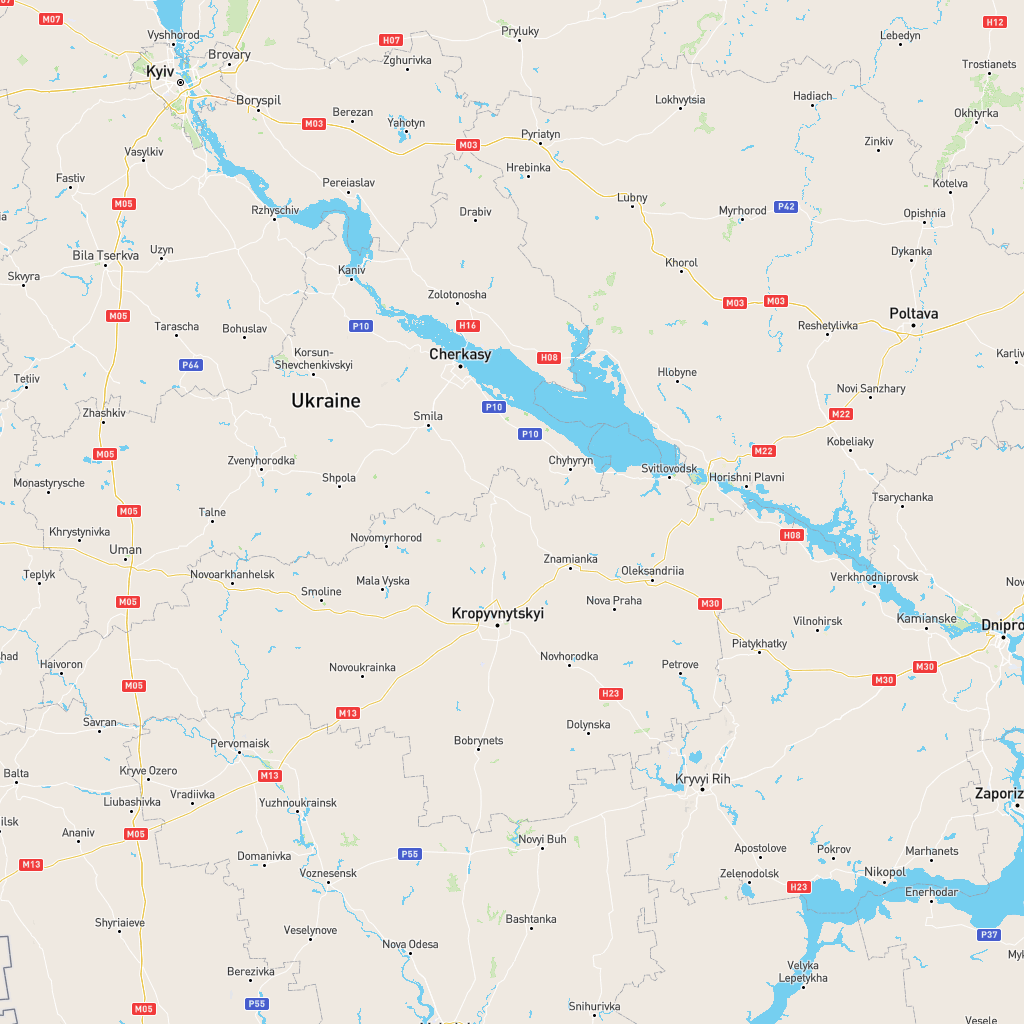 M07
H12
Vyshhorod
Pryluky
Lebedyn
H07
Brovary
Zghurivka
Trostianets
Kyiv
Boryspil
Lokhvytsia
Hadiach
Berezan
Yahotyn
M03
Okhtyrka
Pyriatyn
M03
Zinkiv
Vasylkiv
Hrebinka
Fastiv
Pereiaslav
Kotelva
M05
Lubny
Rzhyschiv
Drabiv
Myrhorod
P42
Opishnia
Bila Tserkva
Uzyn
Dykanka
Skvyra
Kaniv
Khorol
Zolotonosha
M03
M03
M05
Poltava
Tarascha
Bohuslav
P10
H16
Reshetylivka
Korsun-
Shevchenkivskyi
Cherkasy
H08
P64
Karliv
Tetiiv
Hlobyne
Ukraine
Novi Sanzhary
Zhashkiv
P10
M22
Smila
P10
Kobeliaky
M05
M22
Zvenyhorodka
Chyhyryn
Svitlovodsk
Shpola
Horishni Plavni
Monastyrysche
Tsarychanka
M05
Talne
Khrystynivka
Novomyrhorod
H08
Uman
Znamianka
Teplyk
Novoarkhanhelsk
Mala Vyska
Oleksandriia
Verkhnodniprovsk
Nov
Smoline
M05
Nova Praha
M30
Kropyvnytskyi
Vilnohirsk
Kamianske
Dnipro
Piatykhatky
had
Haivoron
Novoukrainka
Novhorodka
Petrove
M30
M30
M05
H23
M13
Savran
Dolynska
Pervomaisk
Bobrynets
Balta
Kryve Ozero
M13
Kryvyi Rih
Liubashivka
Vradiivka
Yuzhnoukrainsk
Zaporiz
ilsk
Ananiv
M05
Novyi Buh
Domanivka
P55
Apostolove
Pokrov
Marhanets
M13
Voznesensk
Zelenodolsk
H23
Nikopol
Enerhodar
Shyriaieve
Bashtanka
P37
Veselynove
Nova Odesa
Berezivka
Velyka
Lepetykha
M05
P55
Snihurivka
Vesele